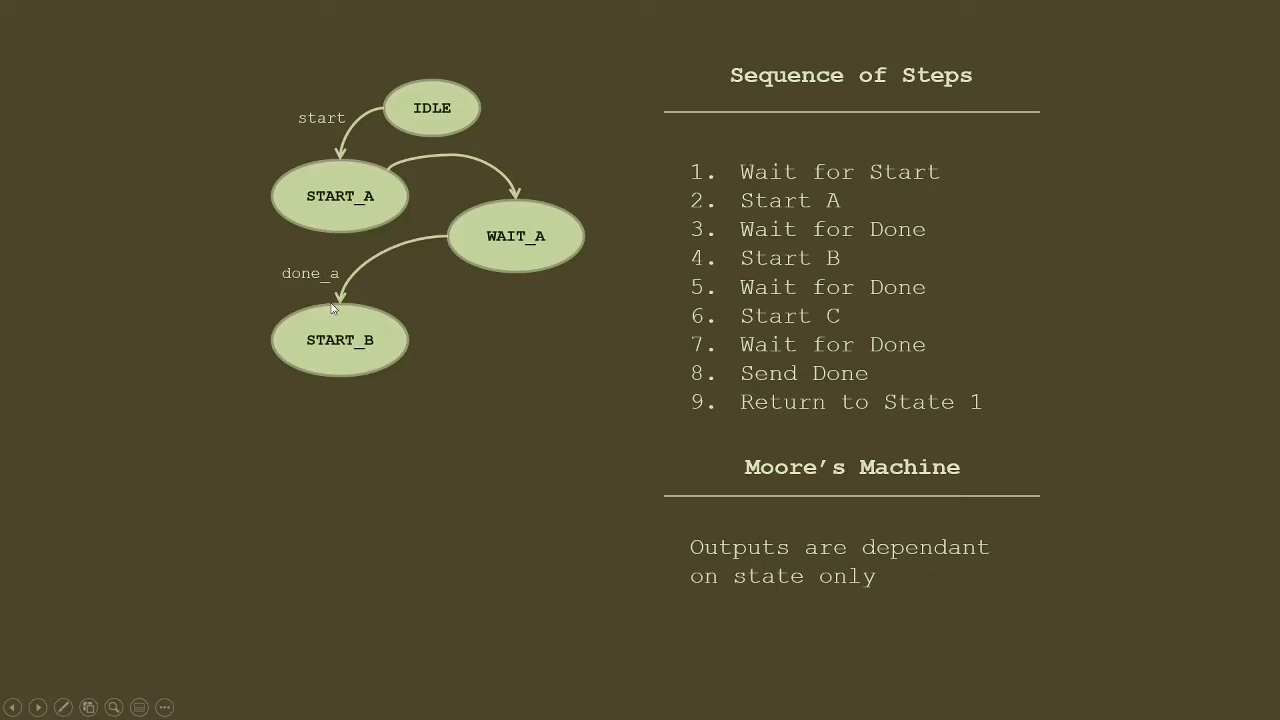 IDLE
start
START_A
WAIT_A
done_a
START_B
Sequence of Steps
1. Wait for Start
2. Start A
3. Wait for Done
4. Start B
5. Wait for Done
6. Start C
7. Wait for Done
8. Send Done
9. Return to State 1
Moore’s Machine
Outputs are dependant
on state only